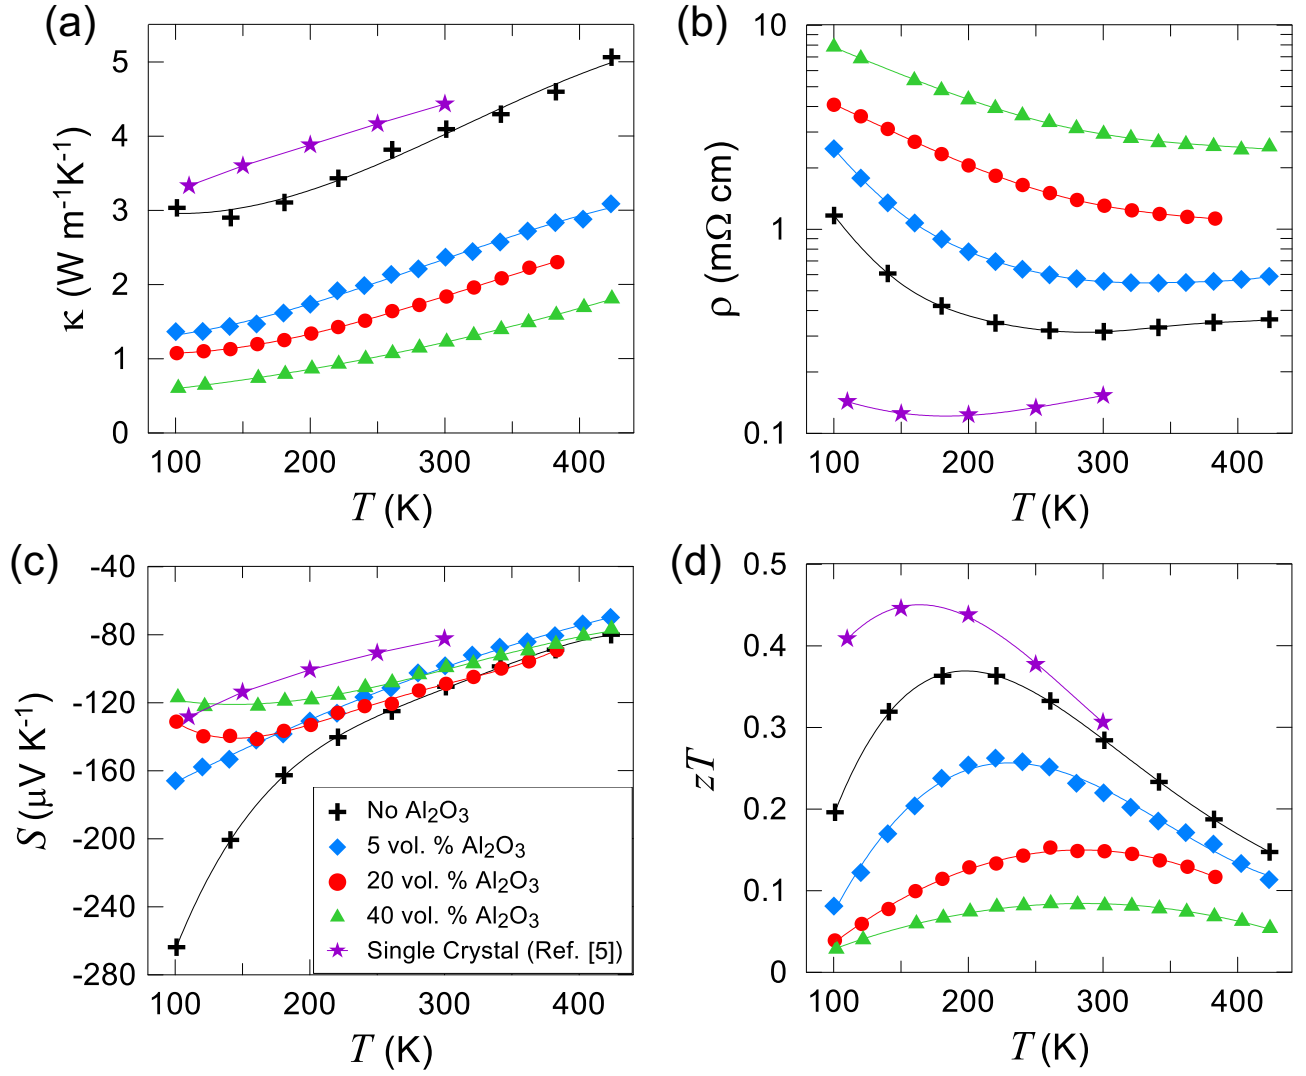 (a)
5
4
3
2
1
0
κ (W m⁻¹K⁻¹)
100 200 300 400
T (K)
(b)
10
1
0.1
ρ (mΩ cm)
100 200 300 400
T (K)
(c)
-40
-80
-120
-160
-200
-240
-280
S (μV K⁻¹)
No Al₂O₃
5 vol. % Al₂O₃
20 vol. % Al₂O₃
40 vol. % Al₂O₃
Single Crystal (Ref. [5])
100 200 300 400
T (K)
(d)
0.5
0.4
0.3
0.2
0.1
0
zT
100 200 300 400
T (K)